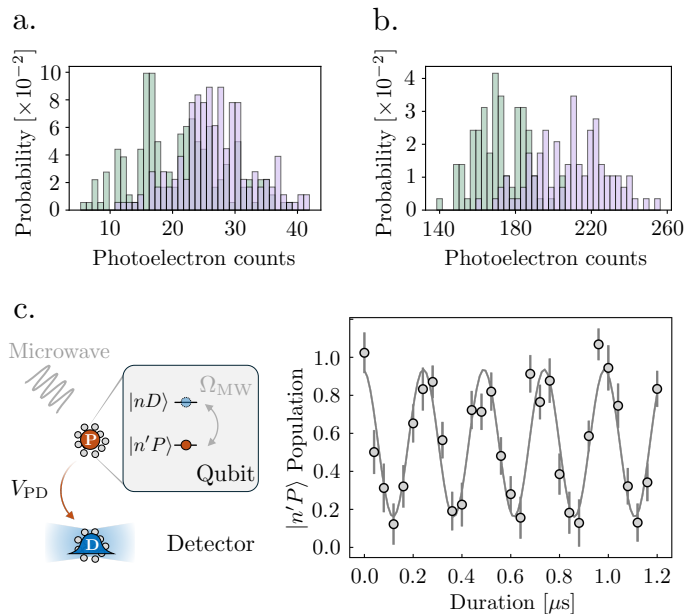 a.
Probability [×10⁻²]
10
8
6
4
2
0
10
20
30
40
Photoelectron counts
b.
Probability [×10⁻²]
4
3
2
1
0
140
180
220
260
Photoelectron counts
c.
Microwave
P
V_PD
D
|nD⟩
|n′P⟩
Ω_MW
Qubit
Detector
|n′P⟩ Population
1.0
0.8
0.6
0.4
0.2
0.0
0.0
0.2
0.4
0.6
0.8
1.0
1.2
Duration [μs]